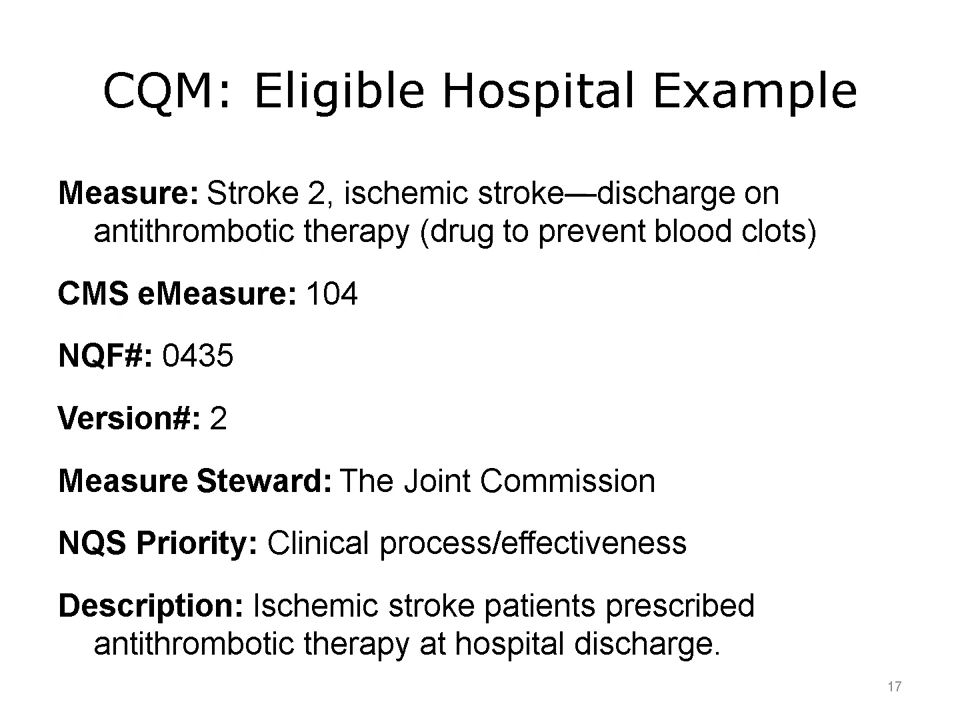 CQM: Eligible Hospital Example
Measure: Stroke 2, ischemic stroke—discharge on
antithrombotic therapy (drug to prevent blood clots)
CMS eMeasure: 104
NQF#: 0435
Version#: 2
Measure Steward: The Joint Commission
NQS Priority: Clinical process/effectiveness
Description: Ischemic stroke patients prescribed
antithrombotic therapy at hospital discharge.
17